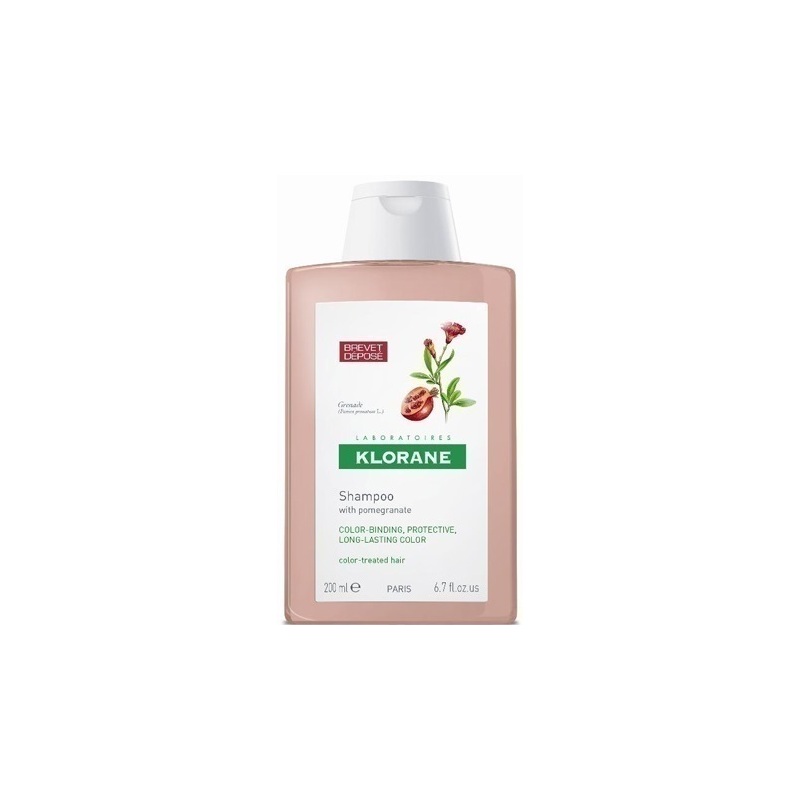 BREVET
DÉPOSÉ
Grenade
LABORATOIRES
KLORANE
Shampoo
with pomegranate
COLOR-BINDING, PROTECTIVE,
LONG-LASTING COLOR
color-treated hair
200 ml ℮ PARIS 6.7 fl.oz.us